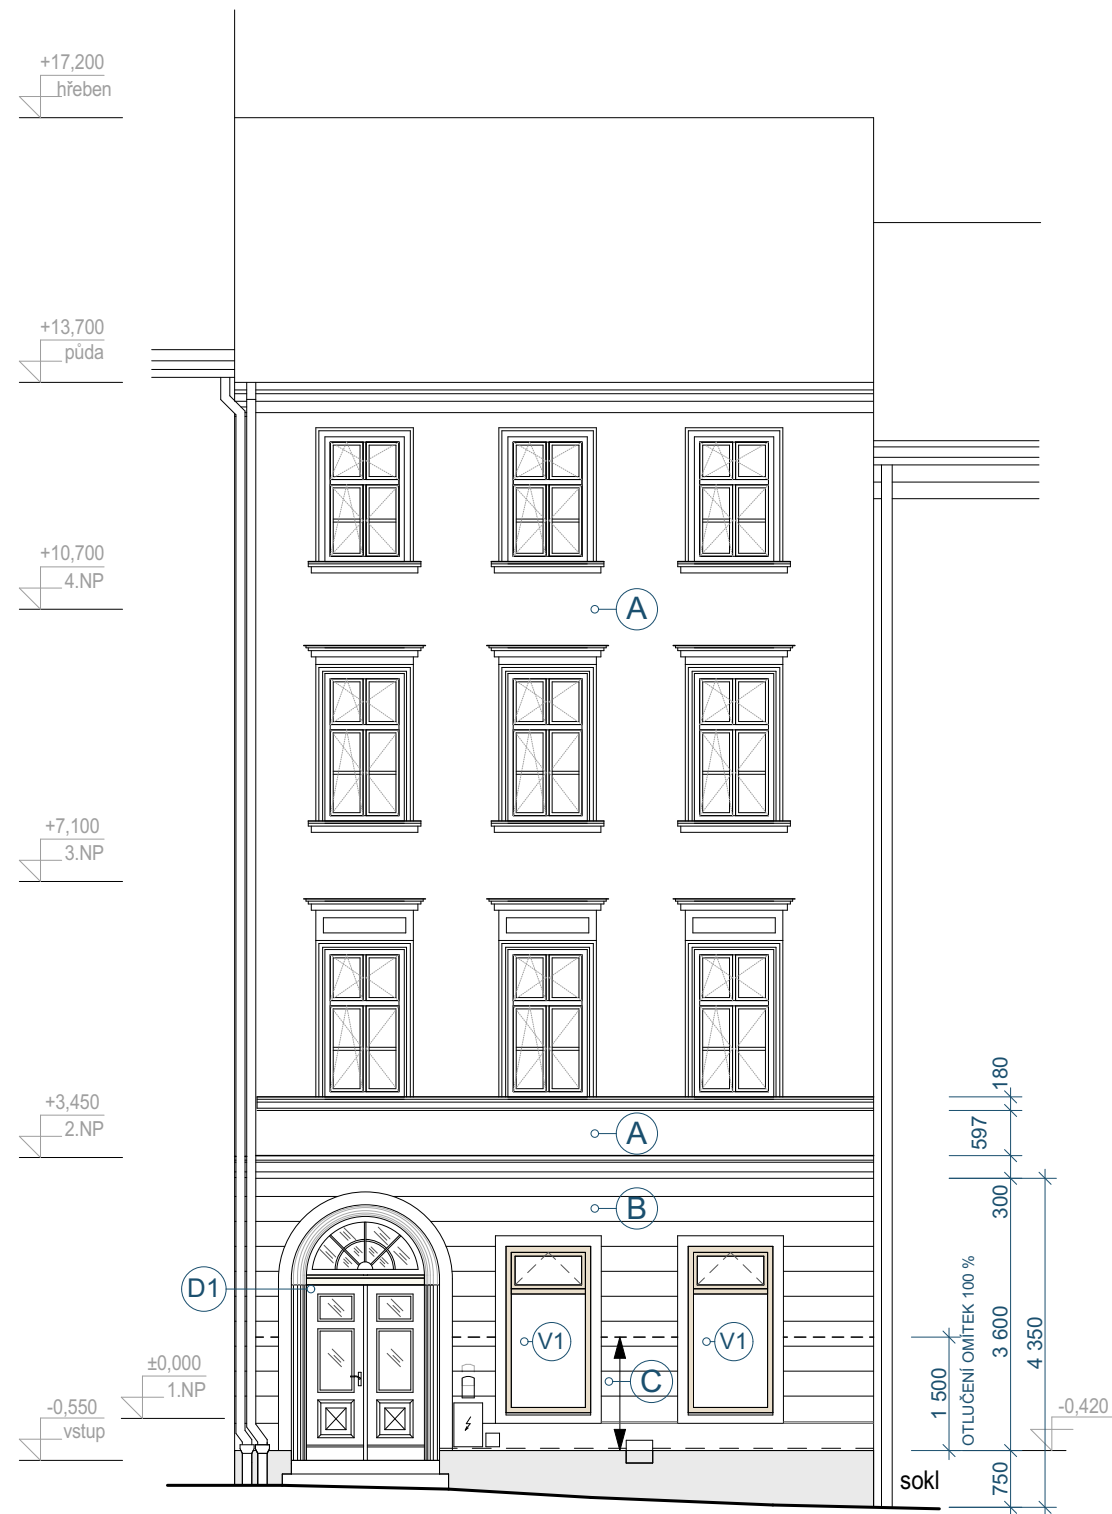 +17,200
hřeben
+13,700
půda
+10,700
4.NP
A
+7,100
3.NP
+3,450
2.NP
A
180
597
B
300
D1
V1
V1
C
±0,000
1.NP
-0,550
vstup
1 500
OTLUČENÍ OMÍTEK 100 %
3 600
4 350
-0,420
sokl
750